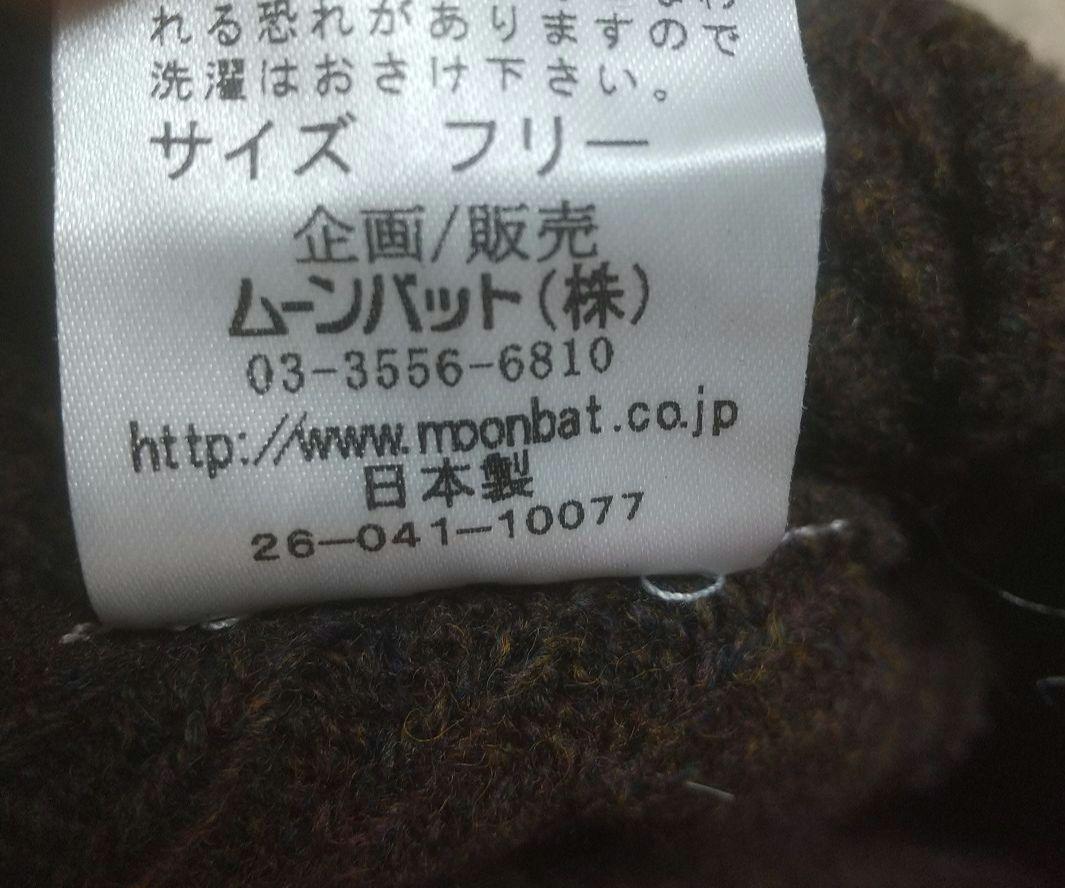 れる恐れがありますので
洗濯はおさけ下さい。
サイズ フリー
企画/販売
ムーンバット(株)
03-3556-6810
http://www.moonbat.co.jp
日本製
26-041-10077